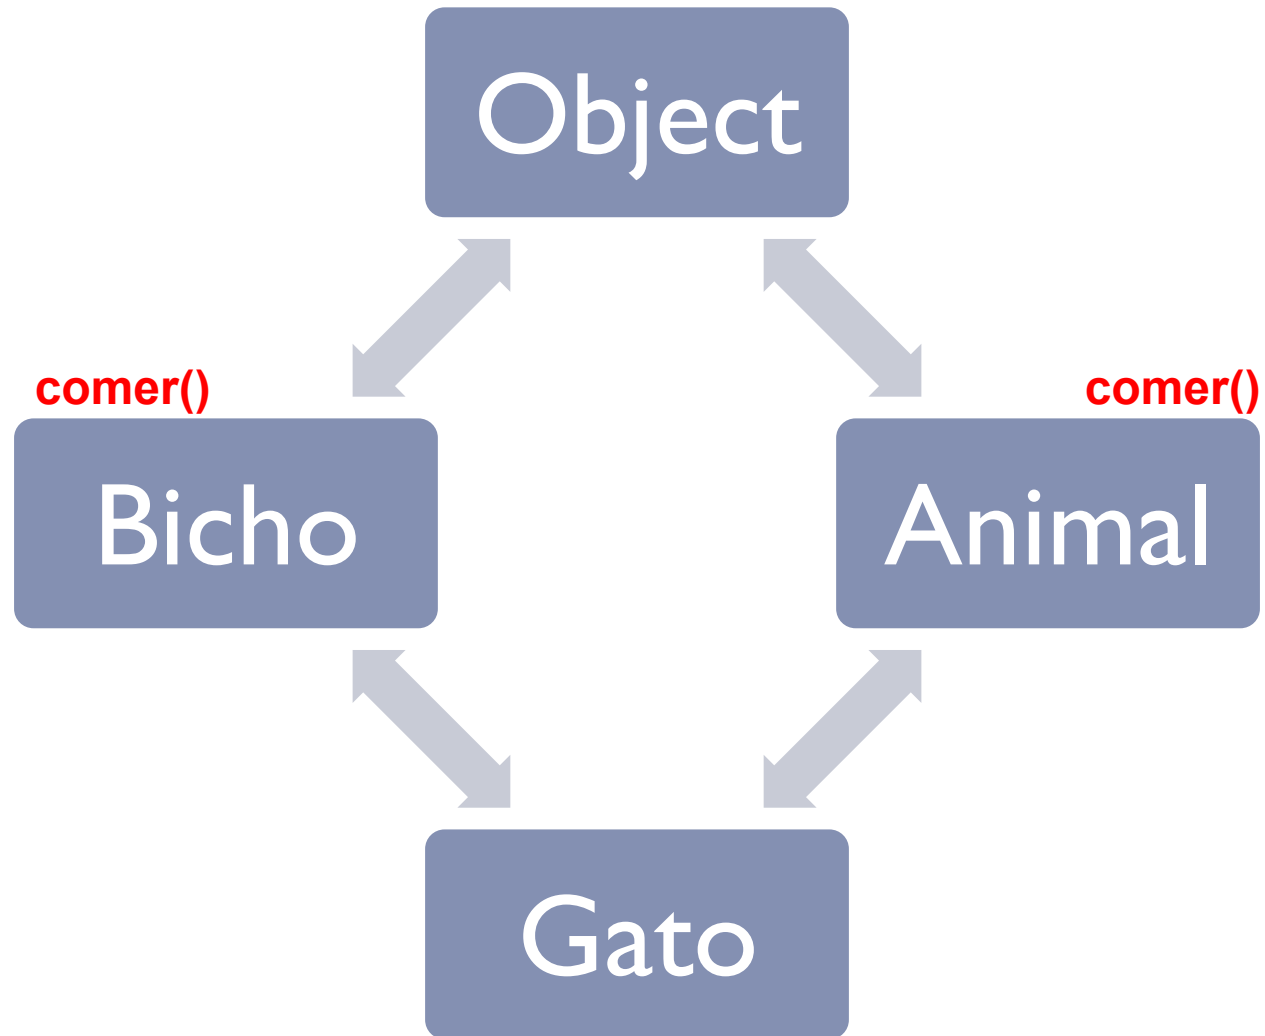 Object
comer()
comer()
Bicho
Animal
Gato